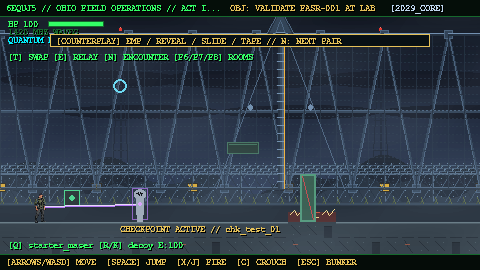 6EQUJ5 // OHIO FIELD OPERATIONS // ACT I... OBJ: VALIDATE FASR-001 AT LAB [2029_CORE]
HP 100
QUANTUM [COUNTERPLAY] EMP / REVEAL / SLIDE / TAPE // N: NEXT PAIR
[T] SWAP [E] RELAY [N] ENCOUNTER [F6/F7/F8] ROOMS
CHECKPOINT ACTIVE // chk_test_01
[Q] starter_maser [R/K] decoy E:100
[ARROWS/WASD] MOVE [SPACE] JUMP [X/J] FIRE [C] CROUCH [ESC] BUNKER